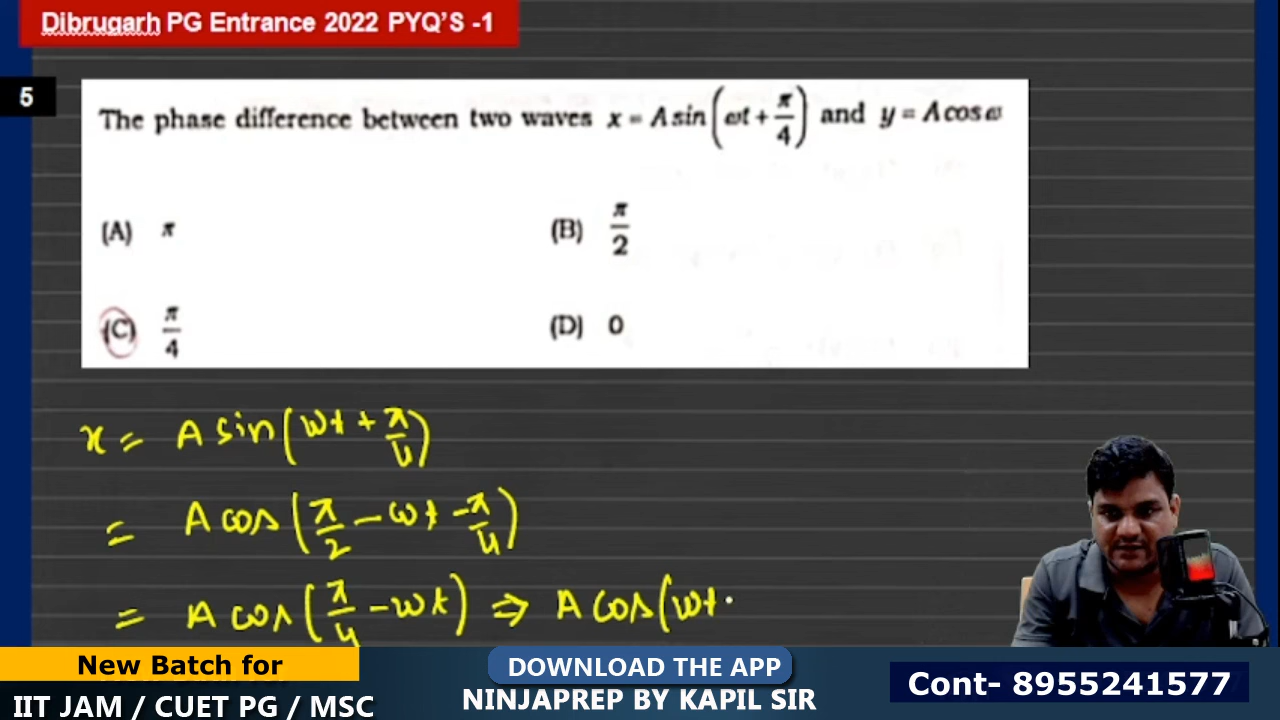 Dibrugarh PG Entrance 2022 PYQ'S -1
5
The phase difference between two waves x = A sin(ωt + π/4) and y = A cos ω
(A) π
(B) π/2
(C) π/4
(D) 0
x = A sin(ωt + π/4)
= A cos(π/2 - ωt - π/4)
= A cos(π/4 - ωt) ⇒ A cos(ωt
New Batch for
IIT JAM / CUET PG / MSC
DOWNLOAD THE APP
NINJAPREP BY KAPIL SIR
Cont- 8955241577